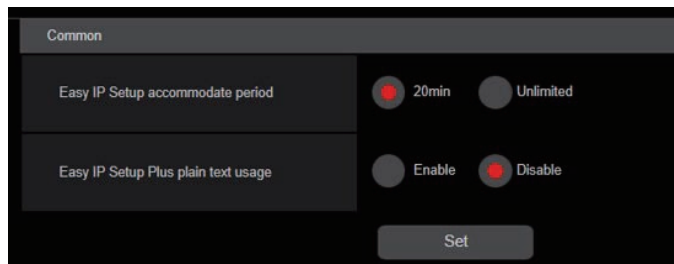 Common
Easy IP Setup accommodate period 20min Unlimited
Easy IP Setup Plus plain text usage Enable Disable
Set